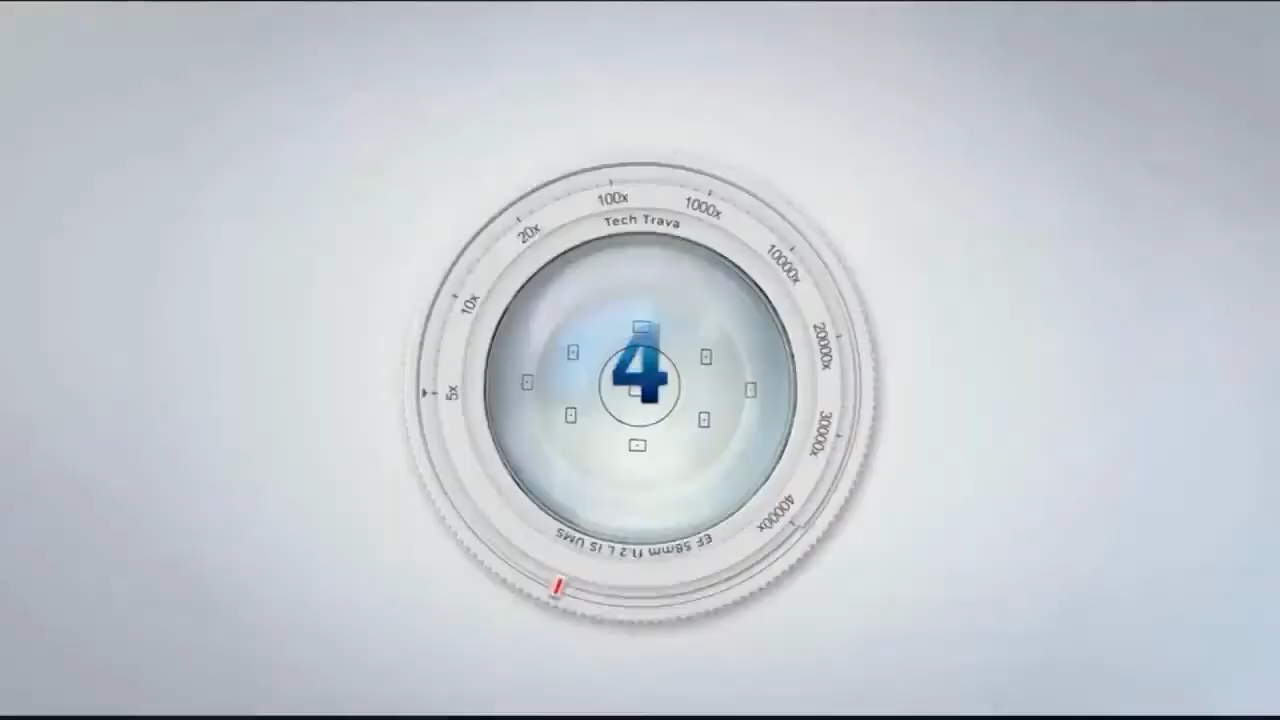 5x
10x
20x
100x
1000x
10000x
20000x
30000x
40000x
Tech Trava
4
EF 58mm f1.2 L IS UMS